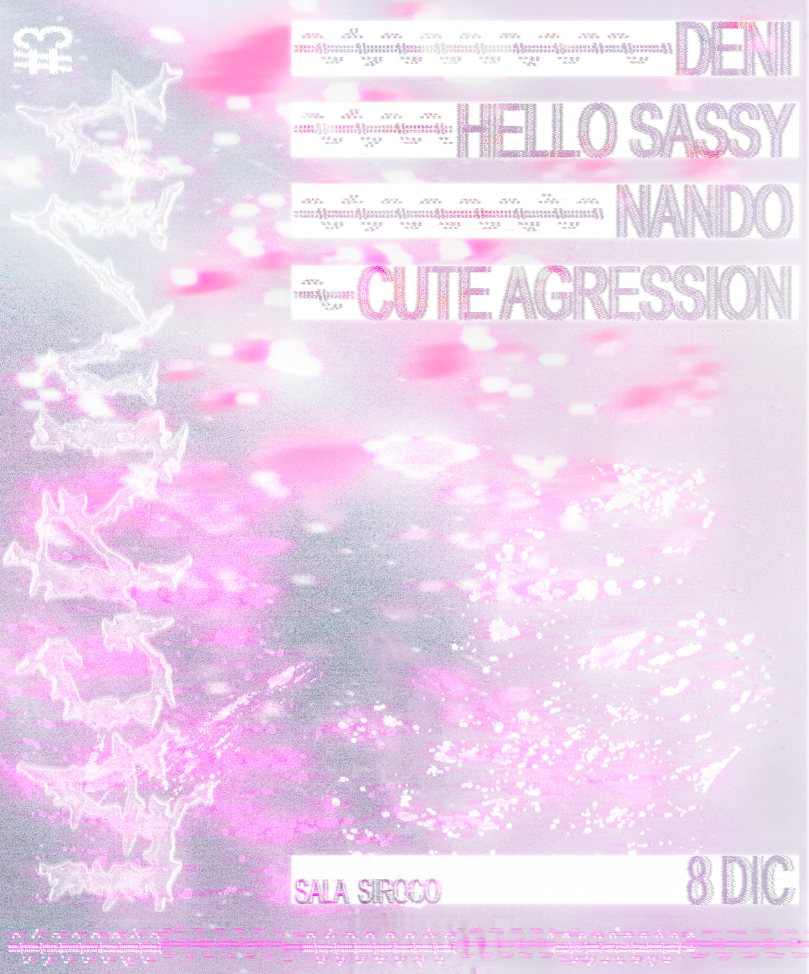 #3
DENI
HELLO SASSY
NANDO
CUTE AGRESSION
SALA SIROCO
8 DIC